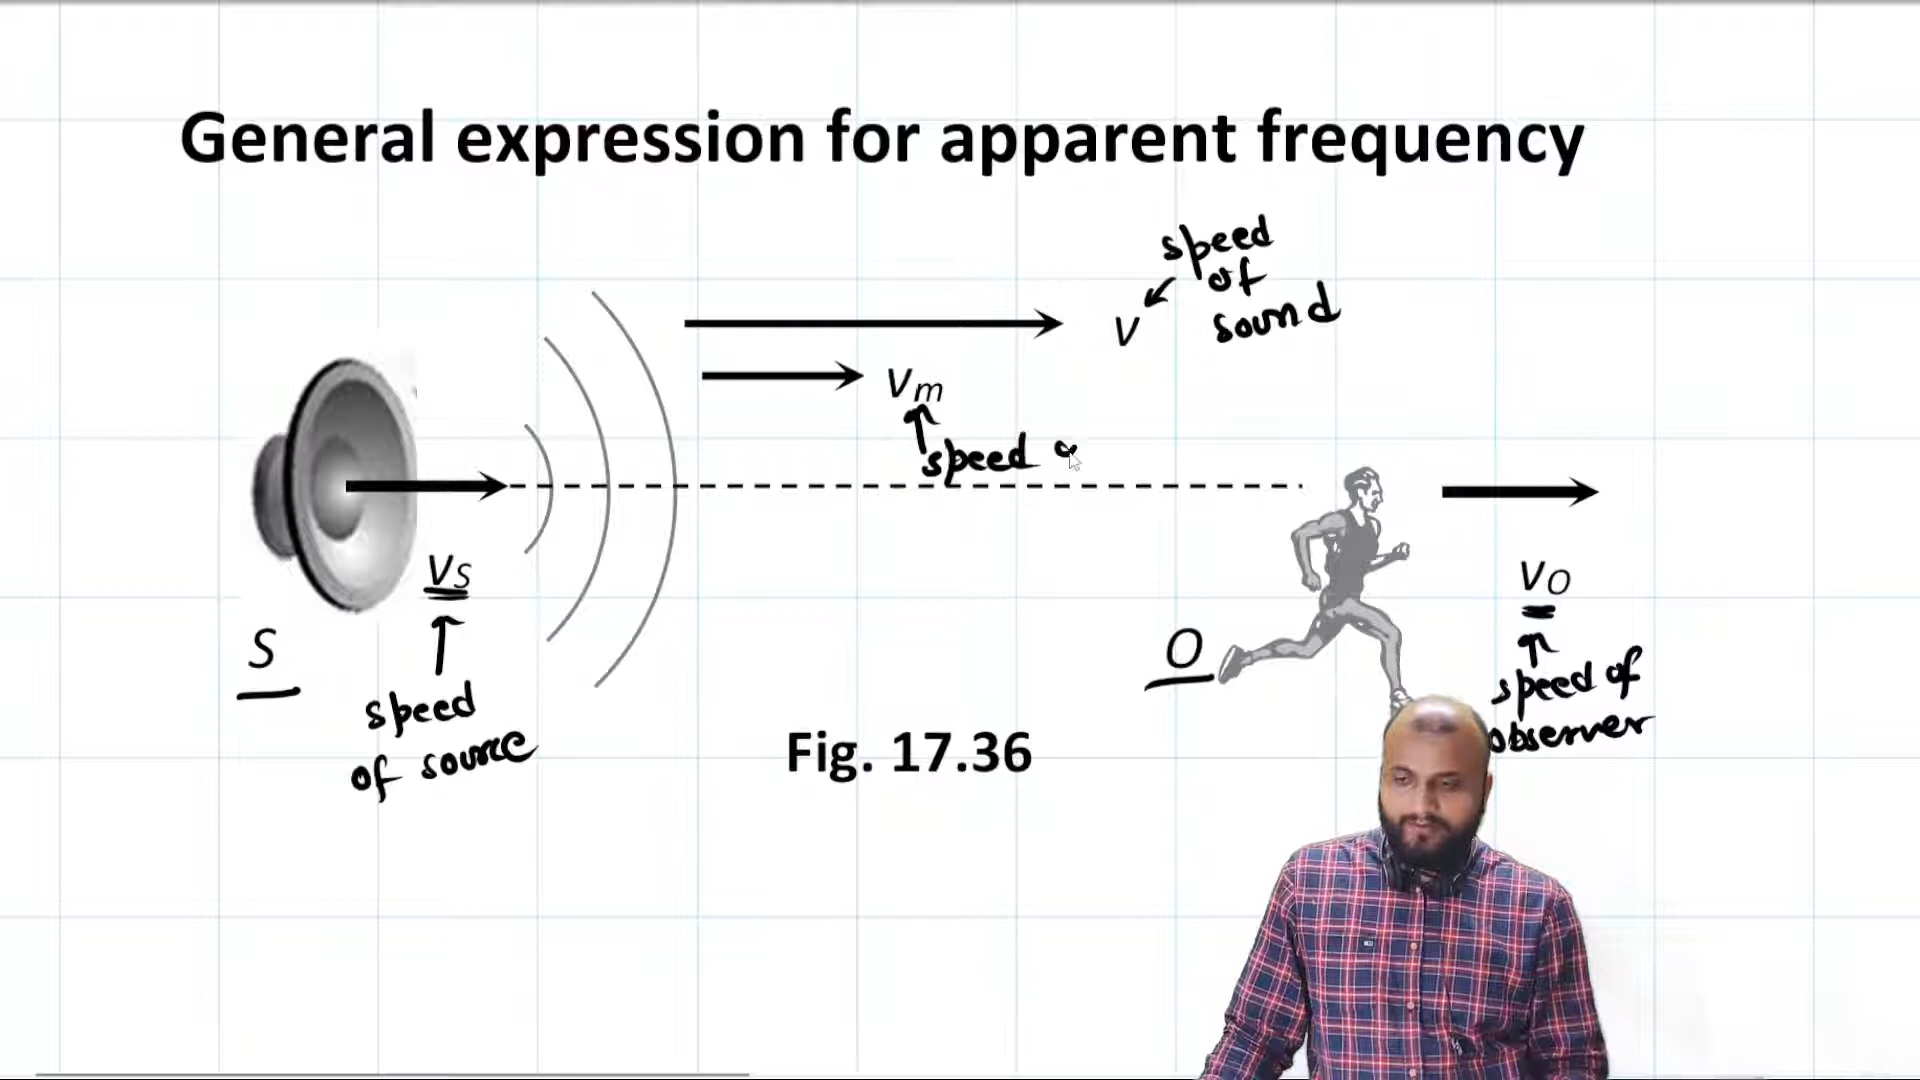 General expression for apparent frequency
speed
of
sound
v
vm
speed o
vS
S
speed
of source
O
vO
speed of
observer
Fig. 17.36